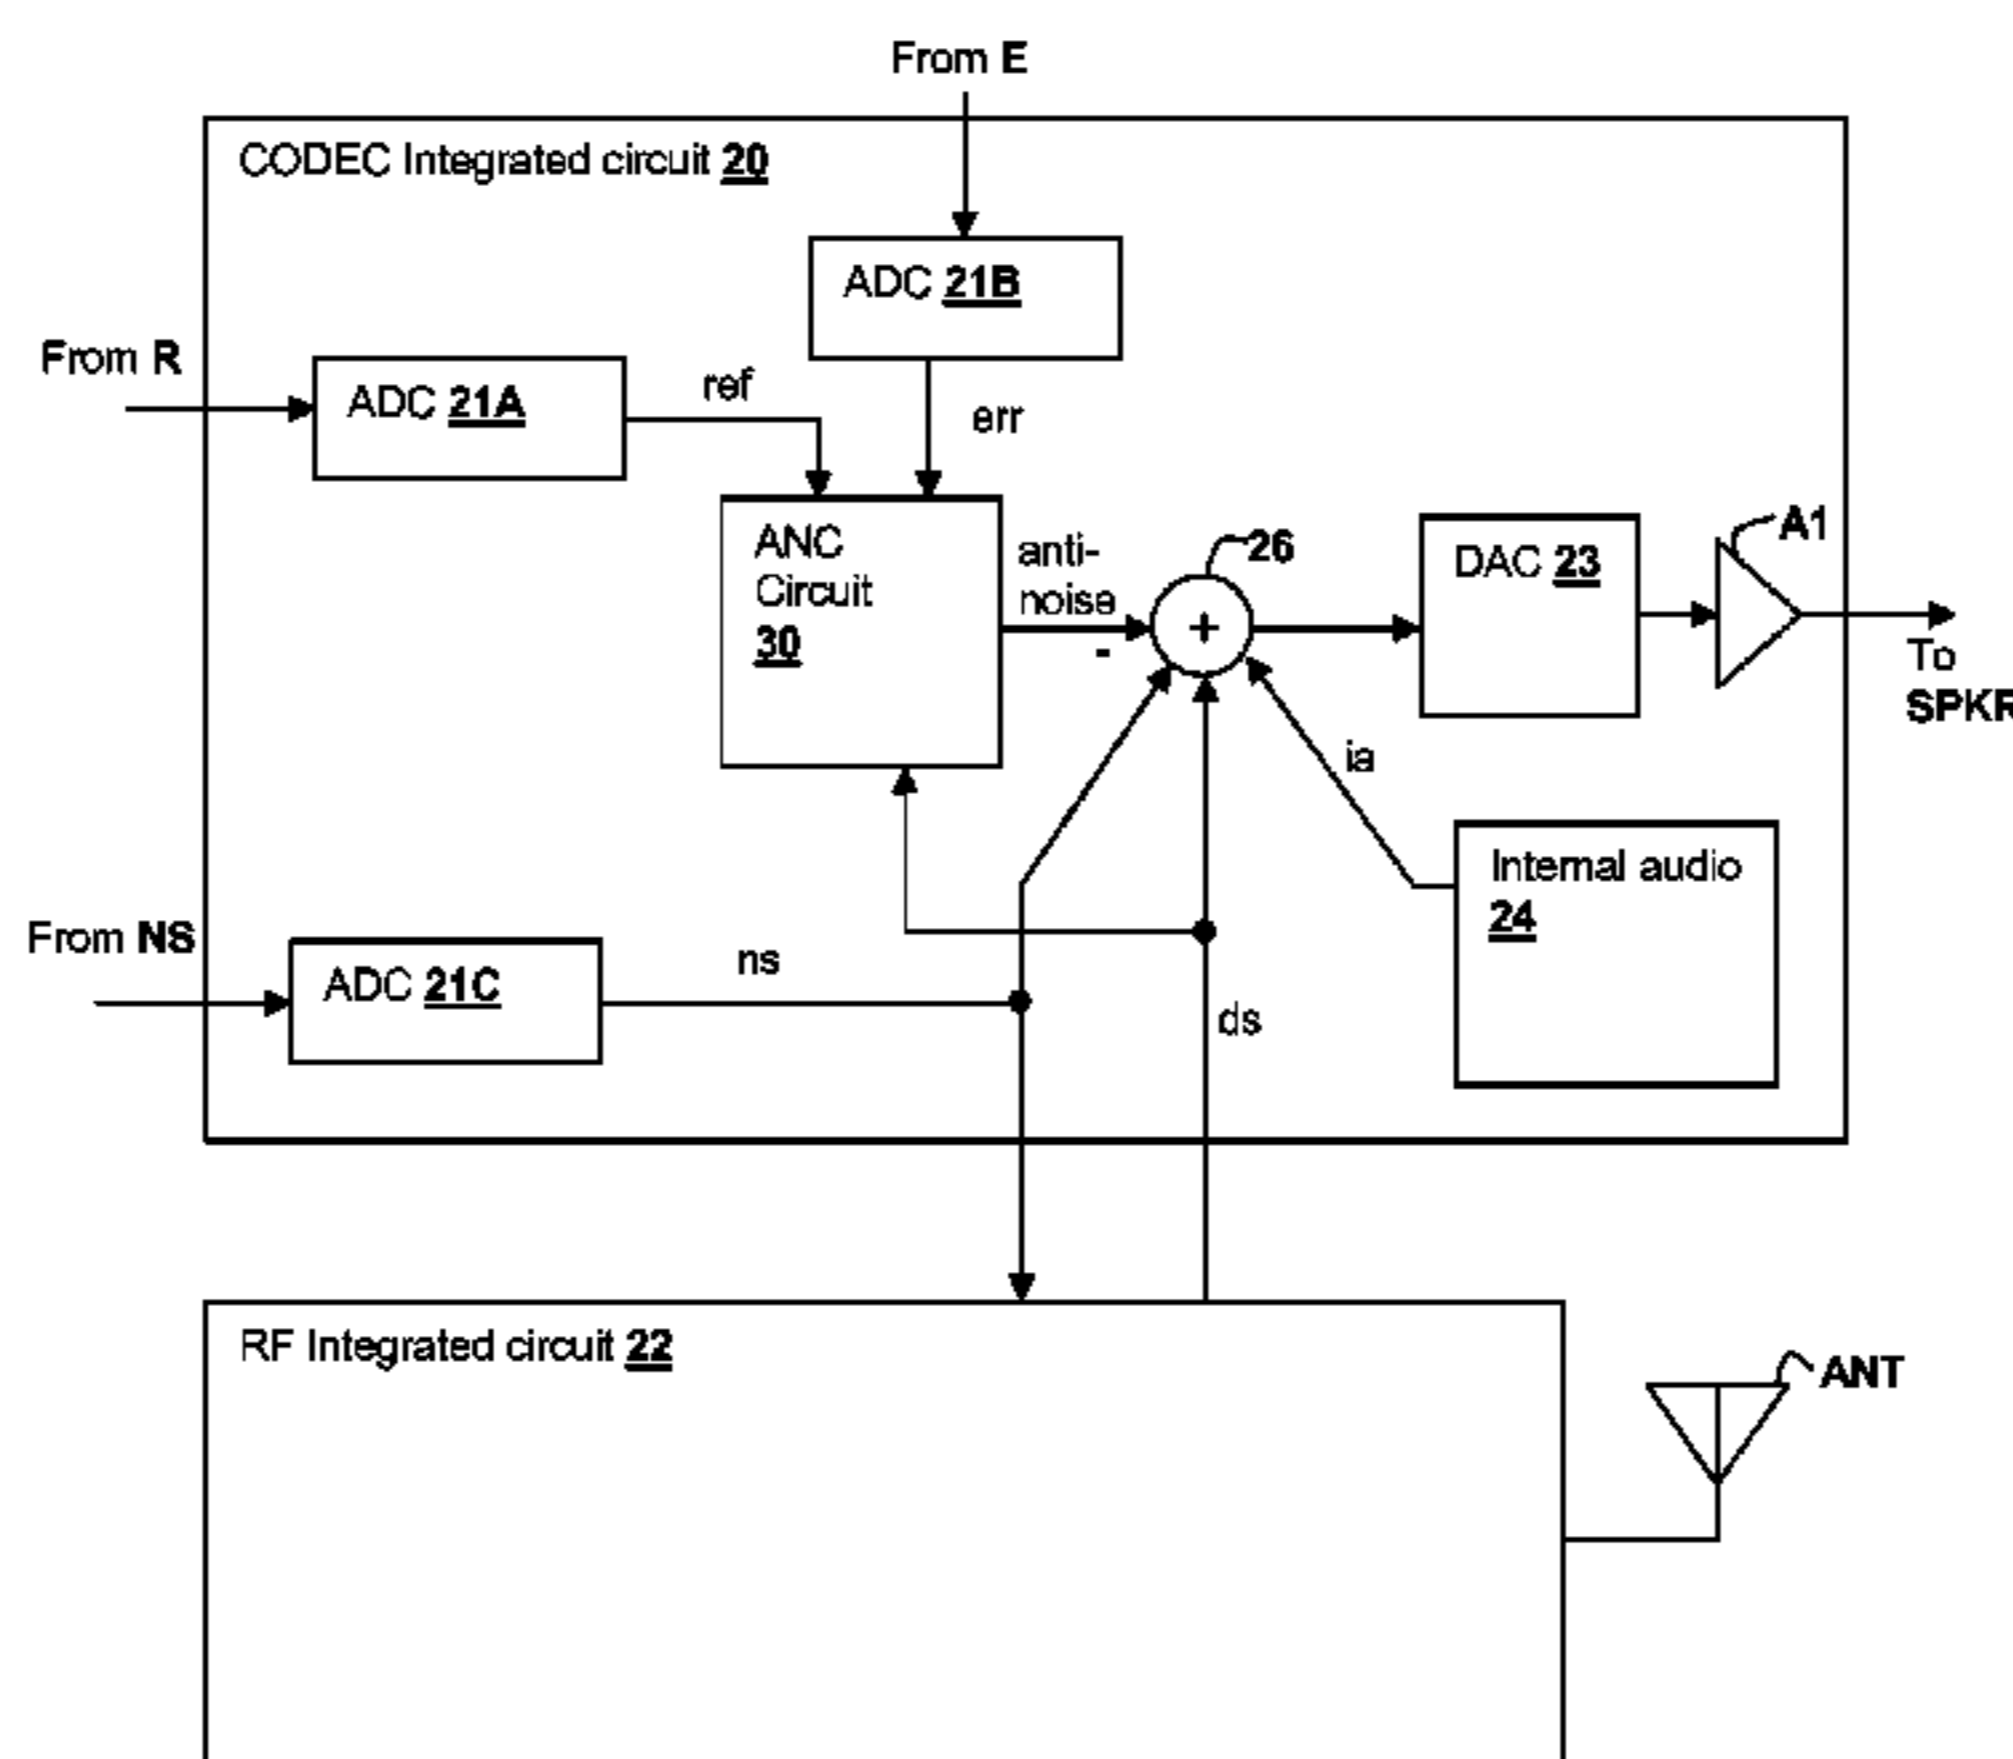 From E
CODEC Integrated circuit 20
ADC 21B
From R
ADC 21A
ref
err
ANC
Circuit
30
anti-
noise
-
26
+
DAC 23
A1
To
SPKR
ia
Internal audio
24
From NS
ADC 21C
ns
ds
RF Integrated circuit 22
ANT